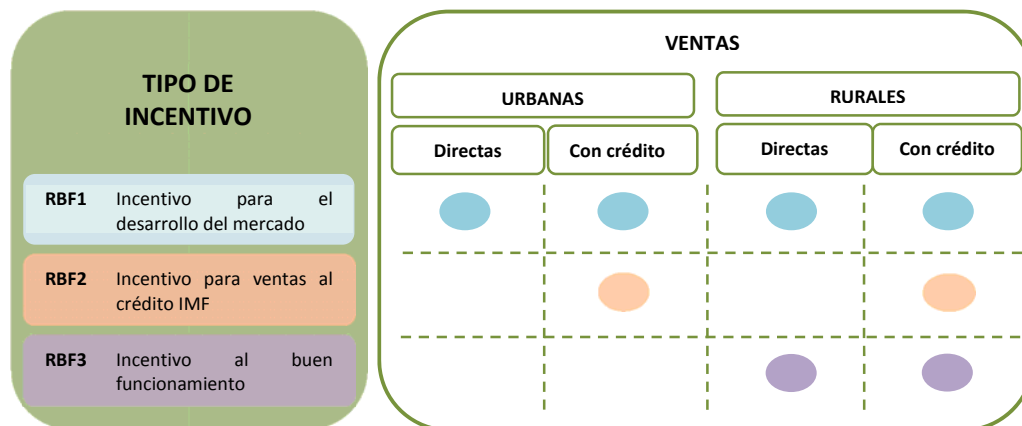 TIPO DE
INCENTIVO
RBF1 Incentivo para el
desarrollo del mercado
RBF2 Incentivo para ventas al
crédito IMF
RBF3 Incentivo al buen
funcionamiento
VENTAS
URBANAS
RURALES
Directas
Con crédito
Directas
Con crédito